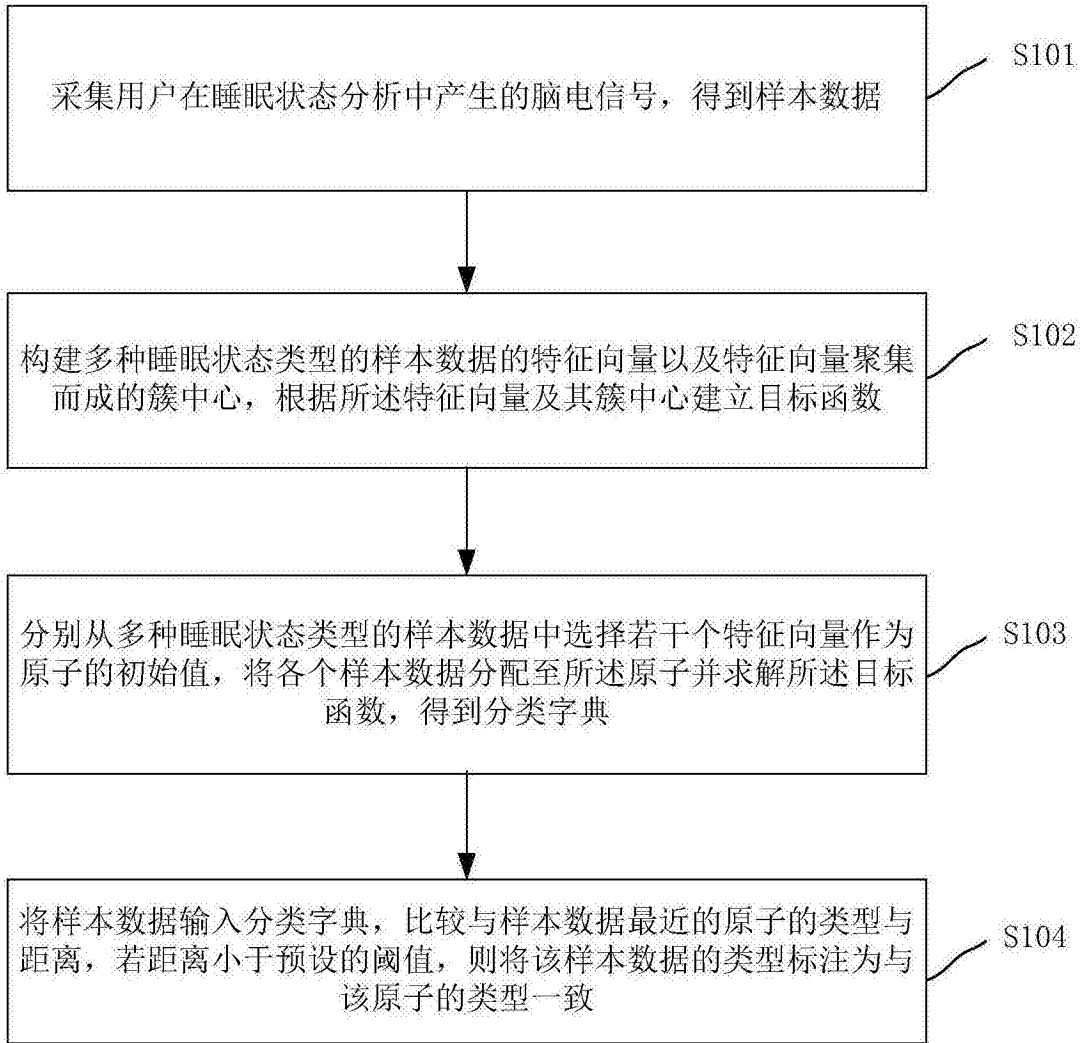 S101
采集用户在睡眠状态分析中产生的脑电信号，得到样本数据
S102
构建多种睡眠状态类型的样本数据的特征向量以及特征向量聚集
而成的簇中心，根据所述特征向量及其簇中心建立目标函数
S103
分别从多种睡眠状态类型的样本数据中选择若干个特征向量作为
原子的初始值，将各个样本数据分配至所述原子并求解所述目标
函数，得到分类字典
S104
将样本数据输入分类字典，比较与样本数据最近的原子的类型与
距离，若距离小于预设的阈值，则将该样本数据的类型标注为与
该原子的类型一致